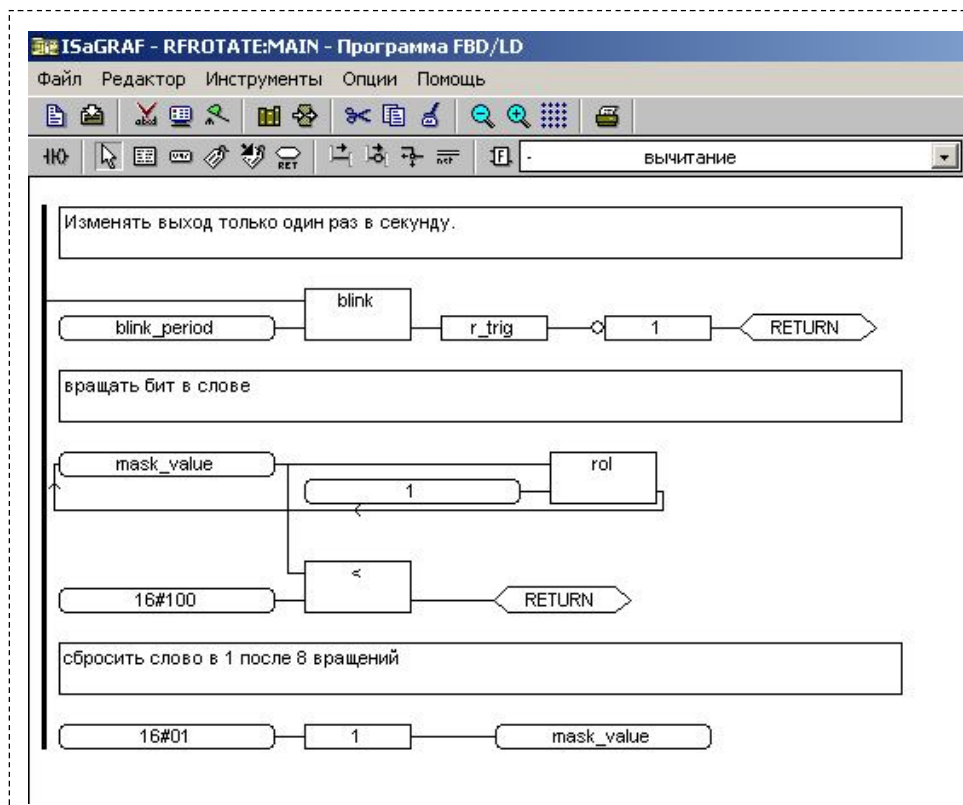 ISaGRAF - RFROTATE:MAIN - Программа FBD/LD
Файл Редактор Инструменты Опции Помощь
abcd
RET
F - вычитание
Изменять выход только один раз в секунду.
blink
blink_period r_trig 1 RETURN
вращать бит в слове
mask_value rol
1
<
16#100 RETURN
сбросить слово в 1 после 8 вращений
16#01 1 mask_value